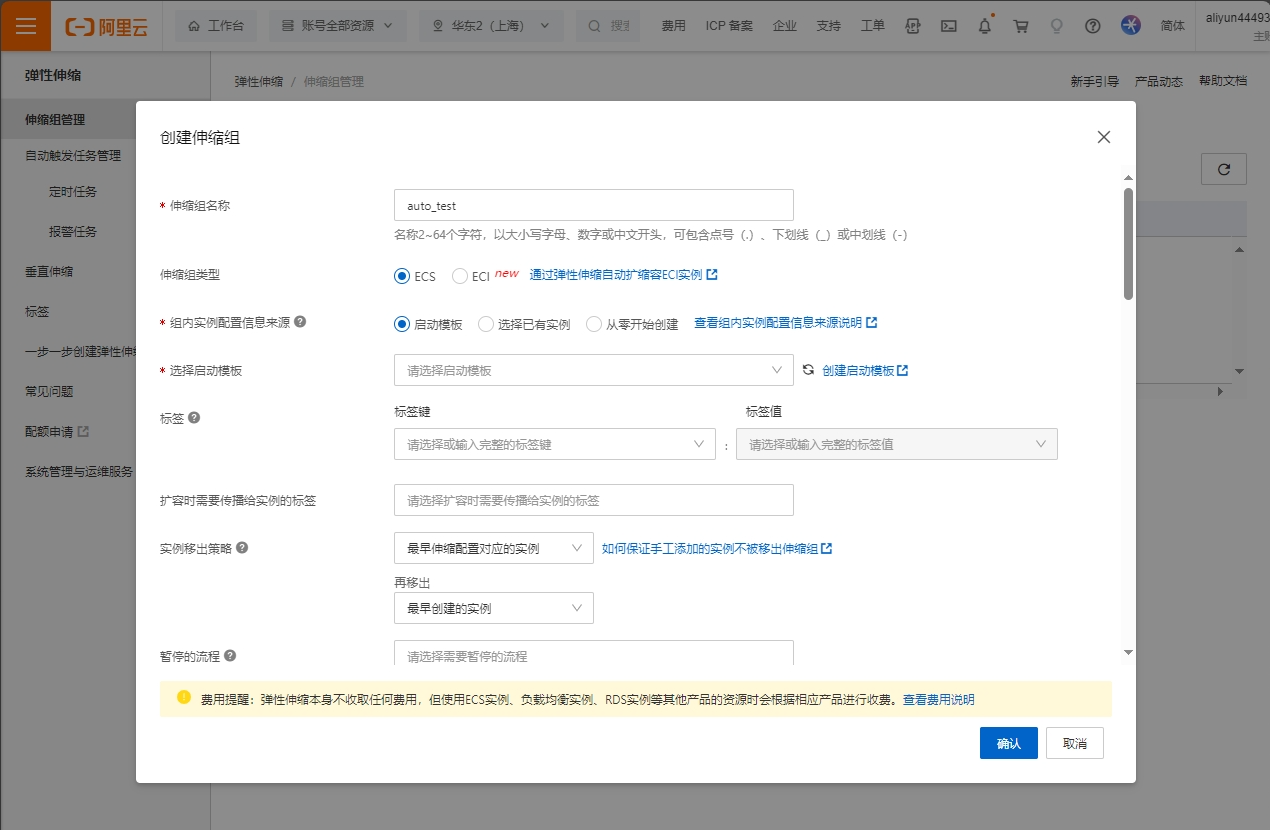 阿里云 工作台 账号全部资源 华东2（上海） 费用 ICP 备案 企业 支持 工单 简体 aliyun44493
弹性伸缩
弹性伸缩 / 伸缩组管理 新手引导 产品动态 帮助文档
伸缩组管理
自动触发任务管理
定时任务
报警任务
垂直伸缩
标签
一步一步创建弹性伸
常见问题
配额申请
系统管理与运维服务
创建伸缩组
* 伸缩组名称 auto_test
名称2~64个字符，以大小写字母、数字或中文开头，可包含点号（.）、下划线（_）或中划线（-）
伸缩组类型 ECS ECI new 通过弹性伸缩自动扩缩容ECI实例
* 组内实例配置信息来源 启动模板 选择已有实例 从零开始创建 查看组内实例配置信息来源说明
* 选择启动模板 请选择启动模板 创建启动模板
标签 标签键 标签值
请选择或输入完整的标签键 : 请选择或输入完整的标签值
扩容时需要传播给实例的标签 请选择扩容时需要传播给实例的标签
实例移出策略 最早伸缩配置对应的实例 如何保证手工添加的实例不被移出伸缩组
再移出
最早创建的实例
暂停的流程 请选择需要暂停的流程
费用提醒：弹性伸缩本身不收取任何费用，但使用ECS实例、负载均衡实例、RDS实例等其他产品的资源时会根据相应产品进行收费。查看费用说明
确认 取消